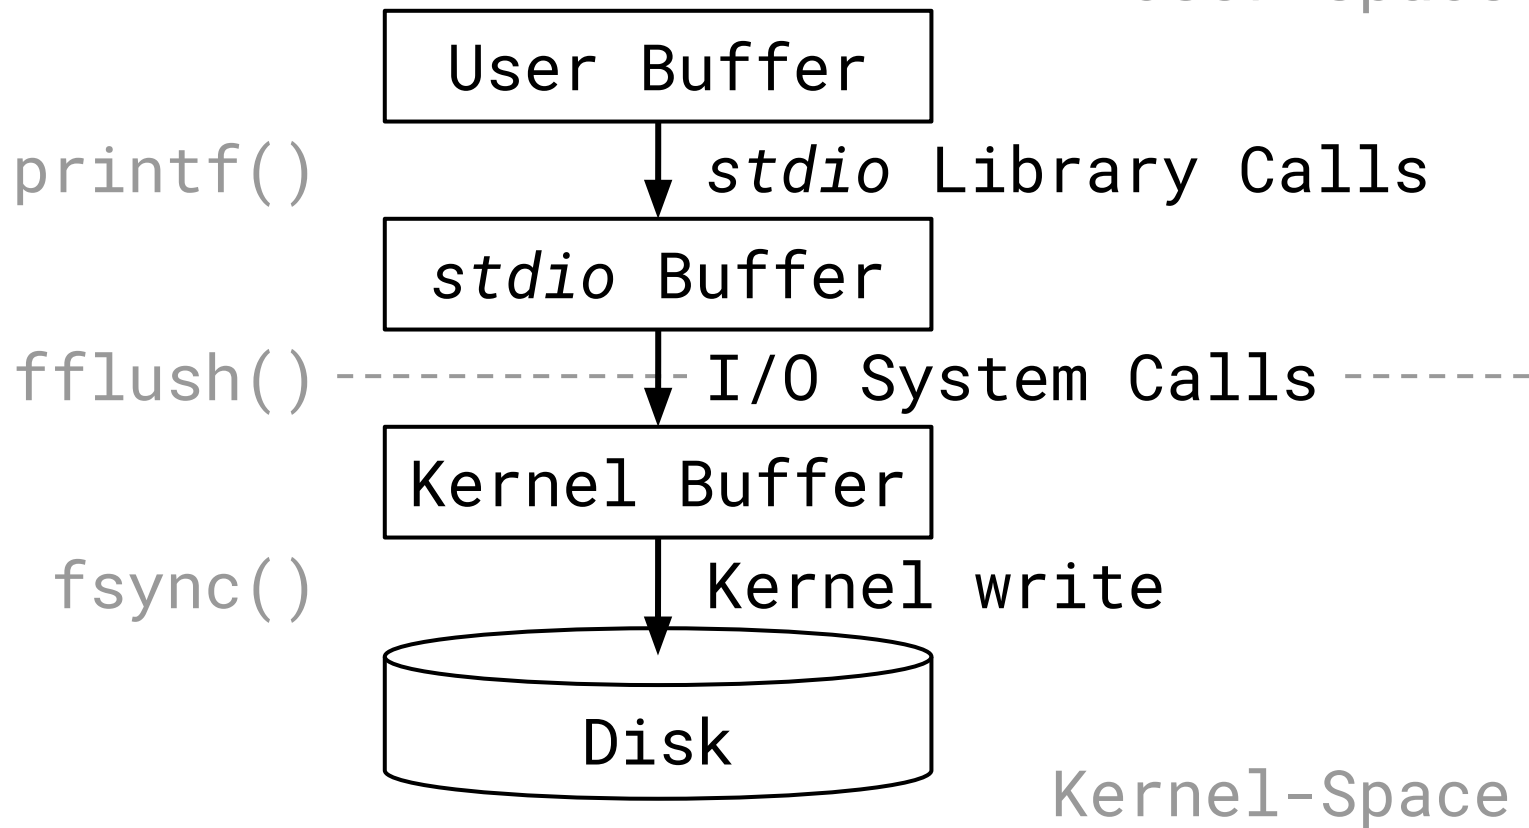 User Buffer
printf() stdio Library Calls
stdio Buffer
fflush() I/O System Calls
Kernel Buffer
fsync() Kernel write
Disk
Kernel-Space